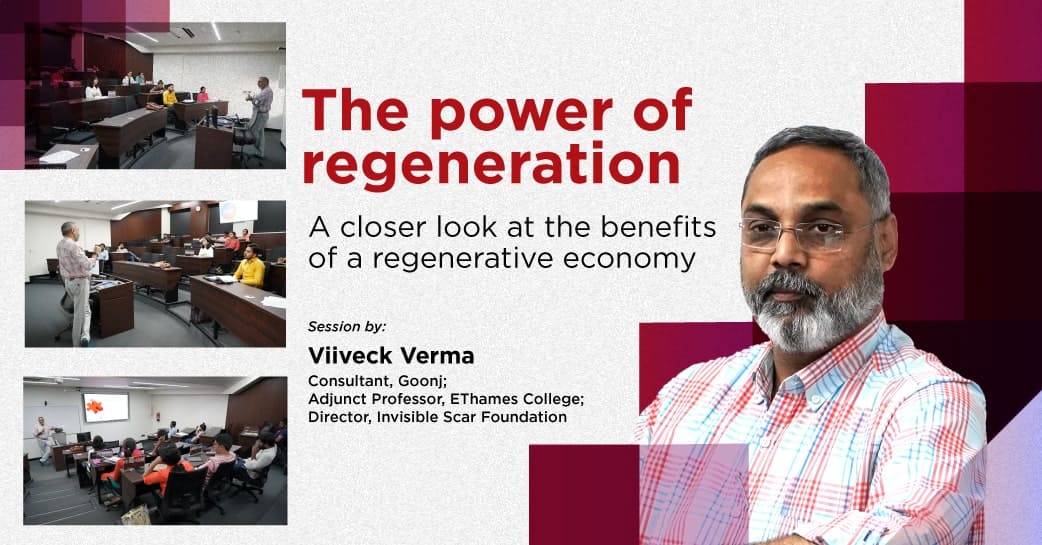 The power of
regeneration
A closer look at the benefits
of a regenerative economy
Session by:
Viiveck Verma
Consultant, Goonj;
Adjunct Professor, EThames College;
Director, Invisible Scar Foundation